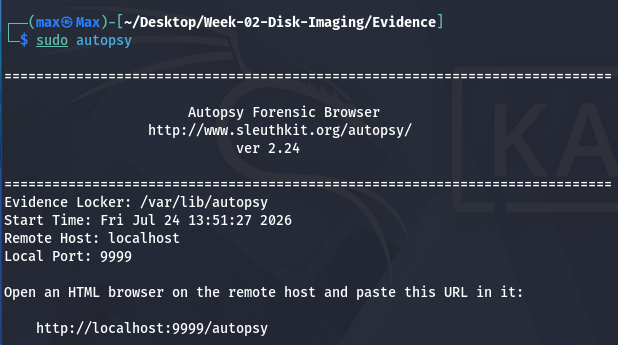 ┌──(max㉿Max)-[~/Desktop/Week-02-Disk-Imaging/Evidence]
└─$ sudo autopsy
============================================================================
Autopsy Forensic Browser
http://www.sleuthkit.org/autopsy/
ver 2.24
============================================================================
Evidence Locker: /var/lib/autopsy
Start Time: Fri Jul 24 13:51:27 2026
Remote Host: localhost
Local Port: 9999
Open an HTML browser on the remote host and paste this URL in it:
http://localhost:9999/autopsy